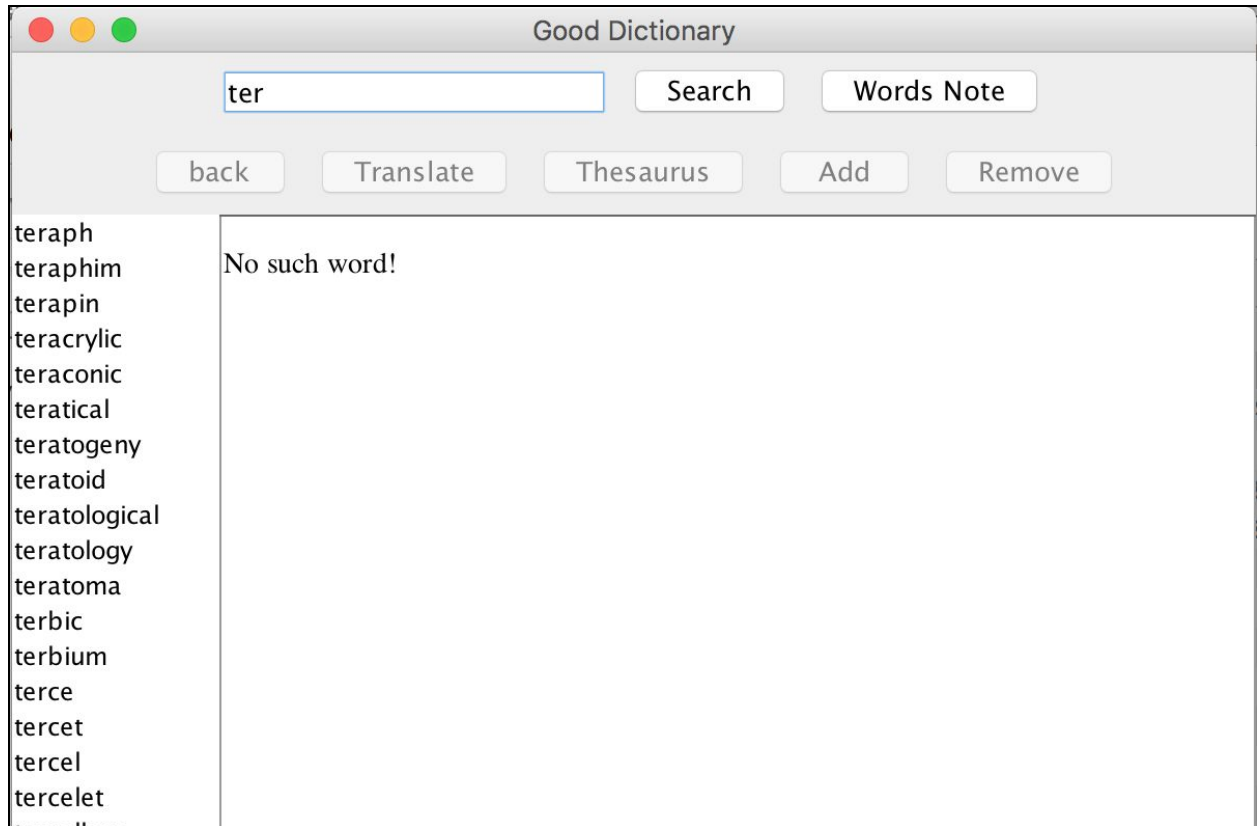 Good Dictionary
ter Search Words Note
back Translate Thesaurus Add Remove
teraph
teraphim
terapin
teracrylic
teraconic
teratical
teratogeny
teratoid
teratological
teratology
teratoma
terbic
terbium
terce
tercet
tercel
tercelet
No such word!